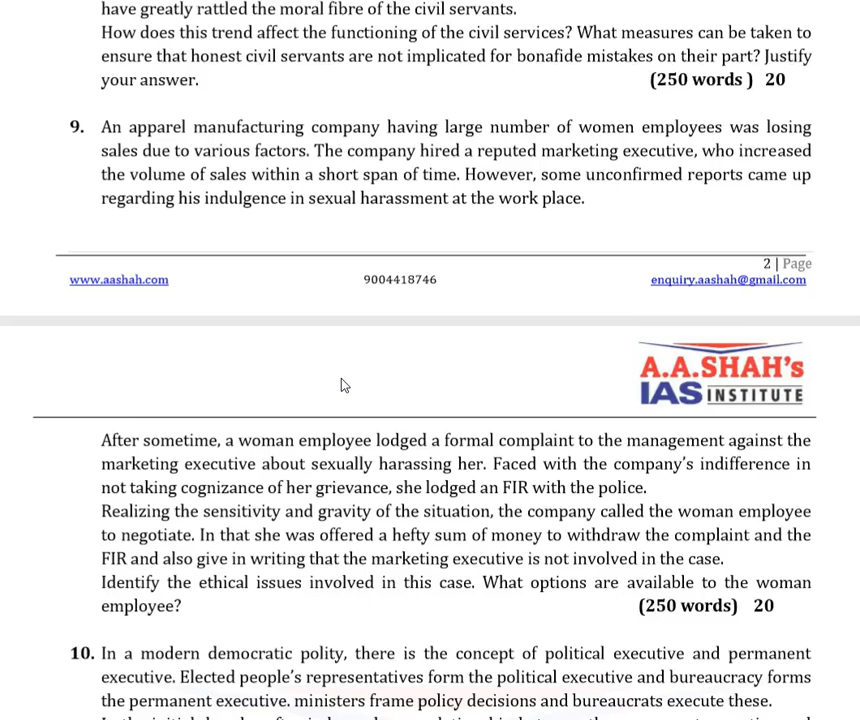 have greatly rattled the moral fibre of the civil servants.
How does this trend affect the functioning of the civil services? What measures can be taken to
ensure that honest civil servants are not implicated for bonafide mistakes on their part? Justify
your answer. (250 words ) 20
9. An apparel manufacturing company having large number of women employees was losing
sales due to various factors. The company hired a reputed marketing executive, who increased
the volume of sales within a short span of time. However, some unconfirmed reports came up
regarding his indulgence in sexual harassment at the work place.
2 | Page
www.aashah.com 9004418746 enquiry.aashah@gmail.com
A.A.SHAH's
IAS INSTITUTE
After sometime, a woman employee lodged a formal complaint to the management against the
marketing executive about sexually harassing her. Faced with the company's indifference in
not taking cognizance of her grievance, she lodged an FIR with the police.
Realizing the sensitivity and gravity of the situation, the company called the woman employee
to negotiate. In that she was offered a hefty sum of money to withdraw the complaint and the
FIR and also give in writing that the marketing executive is not involved in the case.
Identify the ethical issues involved in this case. What options are available to the woman
employee? (250 words) 20
10. In a modern democratic polity, there is the concept of political executive and permanent
executive. Elected people's representatives form the political executive and bureaucracy forms
the permanent executive. ministers frame policy decisions and bureaucrats execute these.